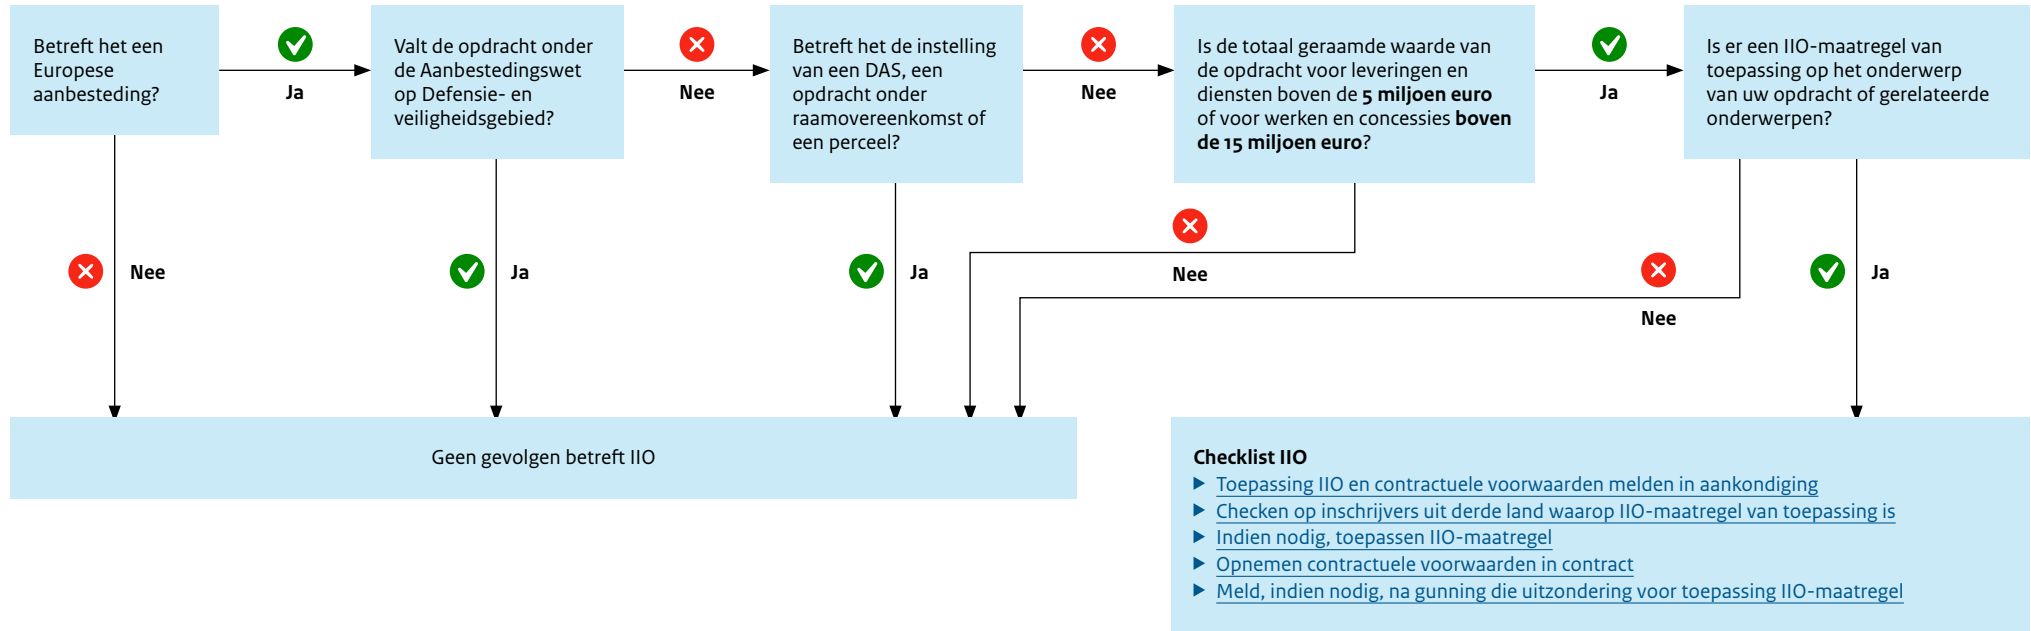 Betreft het een
Europese
aanbesteding?
Ja
Valt de opdracht onder
de Aanbestedingswet
op Defensie- en
veiligheidsgebied?
Nee
Betreft het de instelling
van een DAS, een
opdracht onder
raamovereenkomst of
een perceel?
Nee
Is de totaal geraamde waarde van
de opdracht voor leveringen en
diensten boven de 5 miljoen euro
of voor werken en concessies boven
de 15 miljoen euro?
Ja
Is er een IIO-maatregel van
toepassing op het onderwerp
van uw opdracht of gerelateerde
onderwerpen?
Nee
Ja
Ja
Nee
Nee
Ja
Geen gevolgen betreft IIO
Checklist IIO
Toepassing IIO en contractuele voorwaarden melden in aankondiging
Checken op inschrijvers uit derde land waarop IIO-maatregel van toepassing is
Indien nodig, toepassen IIO-maatregel
Opnemen contractuele voorwaarden in contract
Meld, indien nodig, na gunning die uitzondering voor toepassing IIO-maatregel